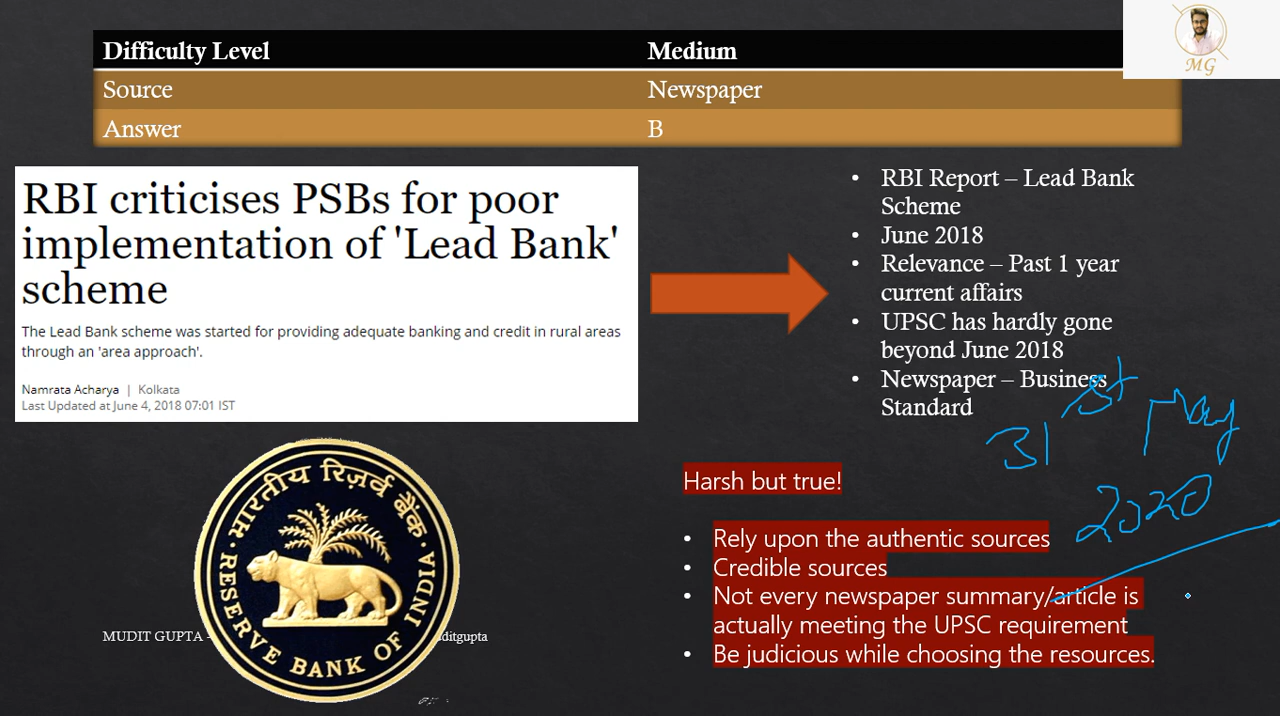 MG
Difficulty Level Medium
Source Newspaper
Answer B
RBI criticises PSBs for poor
implementation of 'Lead Bank'
scheme
The Lead Bank scheme was started for providing adequate banking and credit in rural areas
through an 'area approach'.
Namrata Acharya | Kolkata
Last Updated at June 4, 2018 07:01 IST
• RBI Report – Lead Bank
Scheme
• June 2018
• Relevance – Past 1 year
current affairs
• UPSC has hardly gone
beyond June 2018
• Newspaper – Business
Standard
31st May
2020
Harsh but true!
• Rely upon the authentic sources
• Credible sources
• Not every newspaper summary/article is
actually meeting the UPSC requirement
• Be judicious while choosing the resources.
भारतीय रिज़र्व बैंक
RESERVE BANK OF INDIA
MUDIT GUPTA -